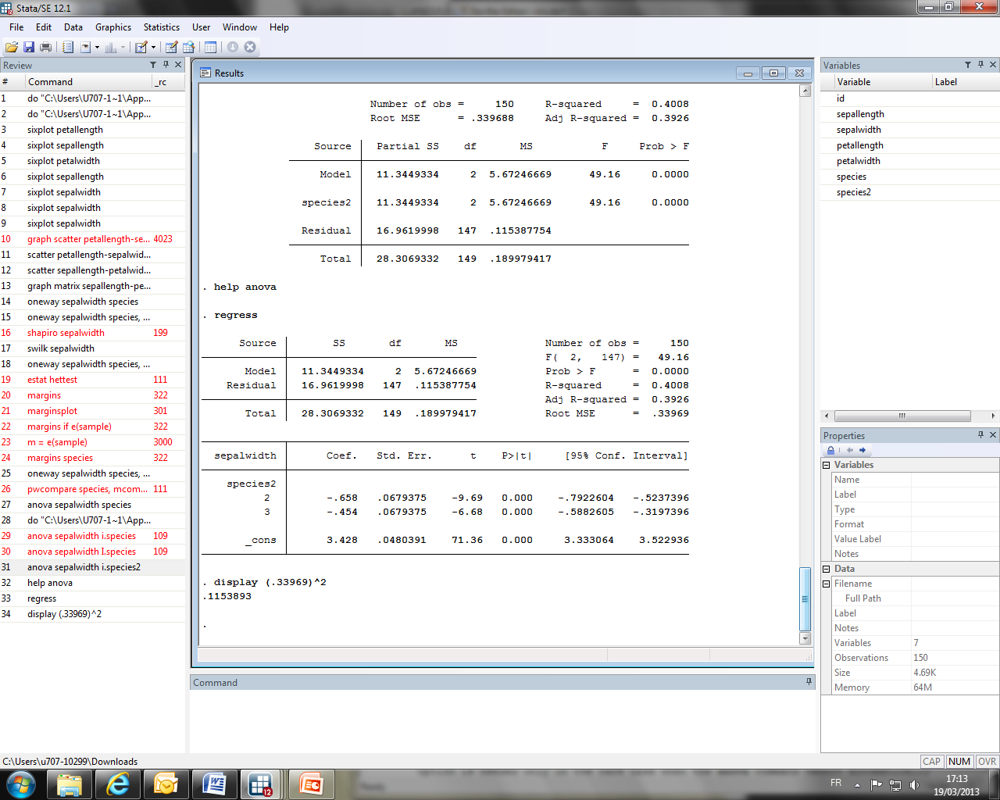 Stata/SE 12.1
File Edit Data Graphics Statistics User Window Help
Review
# Command _rc
1 do "C:\Users\U707-1~1\App...
2 do "C:\Users\U707-1~1\App...
3 sixplot petallength
4 sixplot sepallength
5 sixplot petalwidth
6 sixplot sepallength
7 sixplot sepalwidth
8 sixplot sepalwidth
9 sixplot sepalwidth
10 graph scatter petallength-se... 4023
11 scatter petallength-sepalwid...
12 scatter sepallength-petalwid...
13 graph matrix sepallength-pe...
14 oneway sepalwidth species
15 oneway sepalwidth species, ...
16 shapiro sepalwidth 199
17 swilk sepalwidth
18 oneway sepalwidth species, ...
19 estat hettest 111
20 margins 322
21 marginsplot 301
22 margins if e(sample) 322
23 m = e(sample) 3000
24 margins species 322
25 oneway sepalwidth species, ...
26 pwcompare species, mcom... 111
27 anova sepalwidth species
28 do "C:\Users\U707-1~1\App...
29 anova sepalwidth i.species 109
30 anova sepalwidth I.species 109
31 anova sepalwidth i.species2
32 help anova
33 regress
34 display (.33969)^2
Results
Number of obs = 150 R-squared = 0.4008
Root MSE = .339688 Adj R-squared = 0.3926
Source Partial SS df MS F Prob > F
Model 11.3449334 2 5.67246669 49.16 0.0000
species2 11.3449334 2 5.67246669 49.16 0.0000
Residual 16.9619998 147 .115387754
Total 28.3069332 149 .189979417
. help anova
. regress
Source SS df MS Number of obs = 150
F( 2, 147) = 49.16
Model 11.3449334 2 5.67246669 Prob > F = 0.0000
Residual 16.9619998 147 .115387754 R-squared = 0.4008
Adj R-squared = 0.3926
Total 28.3069332 149 .189979417 Root MSE = .33969
sepalwidth Coef. Std. Err. t P>|t| [95% Conf. Interval]
species2
2 -.658 .0679375 -9.69 0.000 -.7922604 -.5237396
3 -.454 .0679375 -6.68 0.000 -.5882605 -.3197396
_cons 3.428 .0480391 71.36 0.000 3.333064 3.522936
. display (.33969)^2
.1153893
.
Command
Variables
Variable Label
id
sepallength
sepalwidth
petallength
petalwidth
species
species2
Properties
Variables
Name
Label
Type
Format
Value Label
Notes
Data
Filename
Full Path
Label
Notes
Variables 7
Observations 150
Size 4.69K
Memory 64M
C:\Users\u707-10299\Downloads
CAP NUM OVR
FR
17:13
19/03/2013